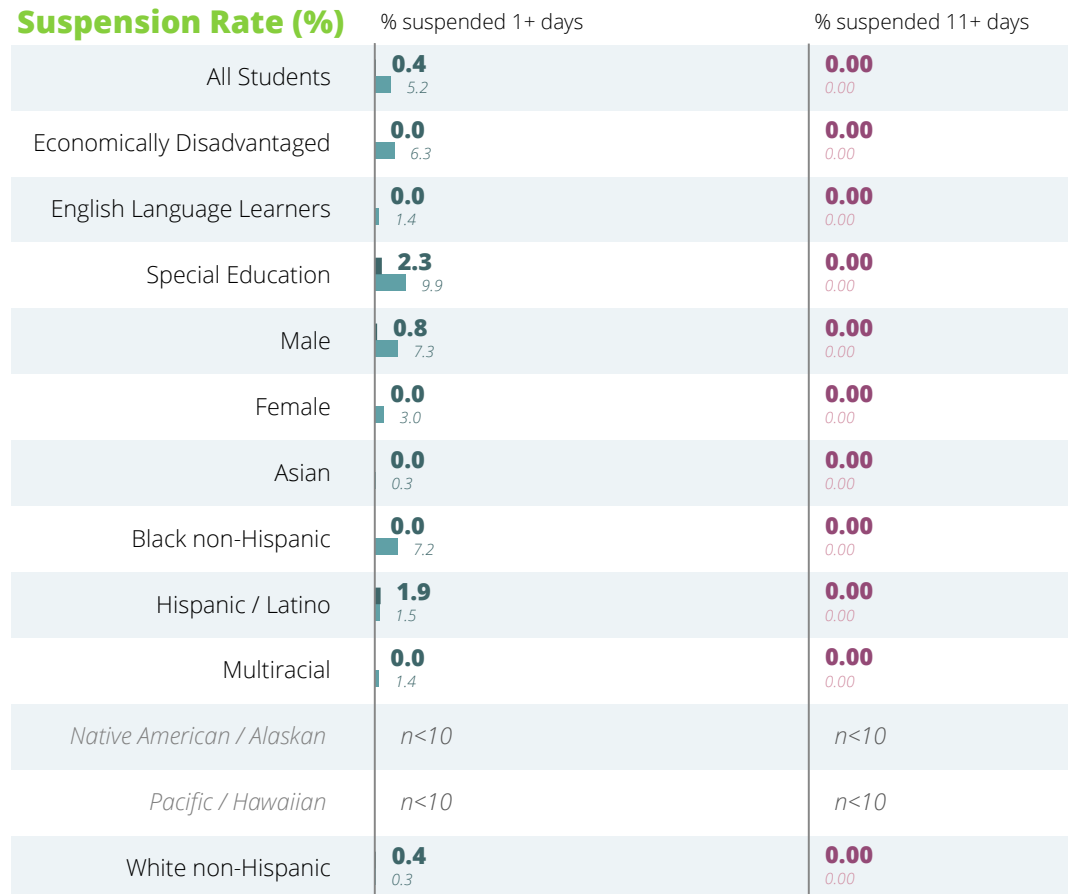 Suspension Rate (%) % suspended 1+ days % suspended 11+ days
All Students 0.4 0.00
5.2 0.00
Economically Disadvantaged 0.0 0.00
6.3 0.00
English Language Learners 0.0 0.00
1.4 0.00
Special Education 2.3 0.00
9.9 0.00
Male 0.8 0.00
7.3 0.00
Female 0.0 0.00
3.0 0.00
Asian 0.0 0.00
0.3 0.00
Black non-Hispanic 0.0 0.00
7.2 0.00
Hispanic / Latino 1.9 0.00
1.5 0.00
Multiracial 0.0 0.00
1.4 0.00
Native American / Alaskan n<10 n<10
Pacific / Hawaiian n<10 n<10
White non-Hispanic 0.4 0.00
0.3 0.00